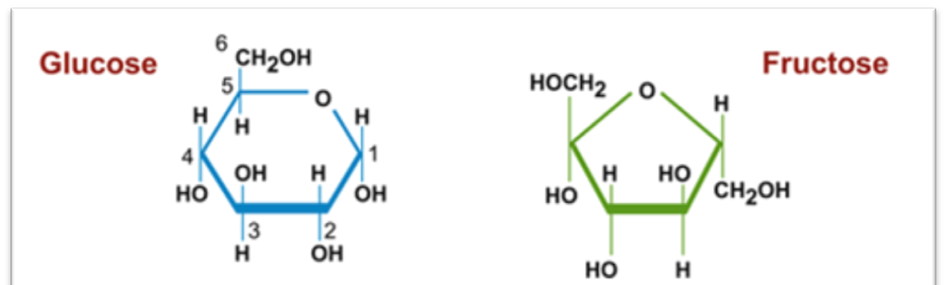 Glucose
6
CH2OH
5
O
H
H
H
4
OH
H
1
HO
OH
3
2
H
OH
Fructose
HOCH2
O
H
H
HO
HO
CH2OH
HO
H